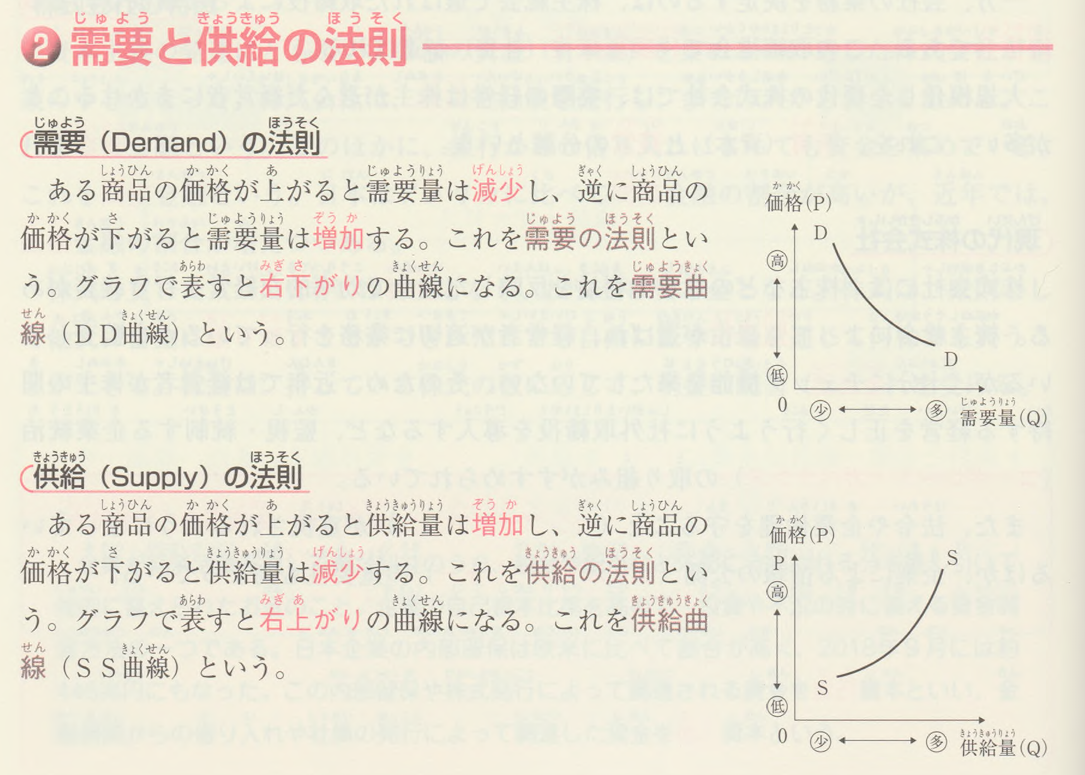 2 需要と供給の法則
需要（Demand）の法則
ある商品の価格が上がると需要量は減少し、逆に商品の
価格が下がると需要量は増加する。これを需要の法則とい
う。グラフで表すと右下がりの曲線になる。これを需要曲
線（ＤＤ曲線）という。
価格(P)
D
高
D
低
0 少 多 需要量(Q)
供給（Supply）の法則
ある商品の価格が上がると供給量は増加し、逆に商品の
価格が下がると供給量は減少する。これを供給の法則とい
う。グラフで表すと右上がりの曲線になる。これを供給曲
線（ＳＳ曲線）という。
価格(P)
P
S
高
S
低
0 少 多 供給量(Q)